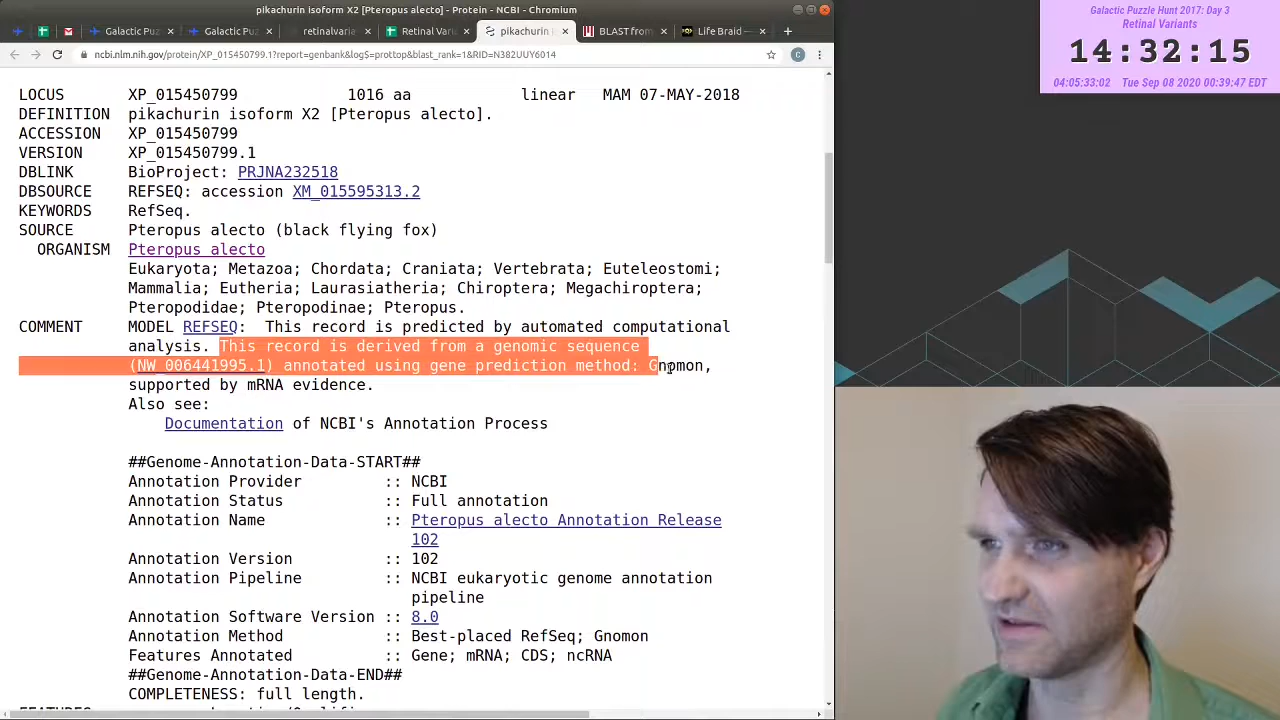 pikachurin isoform X2 [Pteropus alecto] - Protein - NCBI - Chromium
Galactic Puz
Galactic Puz
retinalvaria
Retinal Vari
pikachurin i
BLAST from
Life Braid -
ncbi.nlm.nih.gov/protein/XP_015450799.1?report=genbank&log$=prottop&blast_rank=1&RID=N382UUY6014
LOCUS XP_015450799 1016 aa linear MAM 07-MAY-2018
DEFINITION pikachurin isoform X2 [Pteropus alecto].
ACCESSION XP_015450799
VERSION XP_015450799.1
DBLINK BioProject: PRJNA232518
DBSOURCE REFSEQ: accession XM_015595313.2
KEYWORDS RefSeq.
SOURCE Pteropus alecto (black flying fox)
ORGANISM Pteropus alecto
Eukaryota; Metazoa; Chordata; Craniata; Vertebrata; Euteleostomi;
Mammalia; Eutheria; Laurasiatheria; Chiroptera; Megachiroptera;
Pteropodidae; Pteropodinae; Pteropus.
COMMENT MODEL REFSEQ: This record is predicted by automated computational
analysis. This record is derived from a genomic sequence
(NW_006441995.1) annotated using gene prediction method: Gnomon,
supported by mRNA evidence.
Also see:
Documentation of NCBI's Annotation Process
##Genome-Annotation-Data-START##
Annotation Provider :: NCBI
Annotation Status :: Full annotation
Annotation Name :: Pteropus alecto Annotation Release
102
Annotation Version :: 102
Annotation Pipeline :: NCBI eukaryotic genome annotation
pipeline
Annotation Software Version :: 8.0
Annotation Method :: Best-placed RefSeq; Gnomon
Features Annotated :: Gene; mRNA; CDS; ncRNA
##Genome-Annotation-Data-END##
COMPLETENESS: full length.
Galactic Puzzle Hunt 2017: Day 3
Retinal Variants
14:32:15
04:05:33:02 Tue Sep 08 2020 00:39:47 EDT